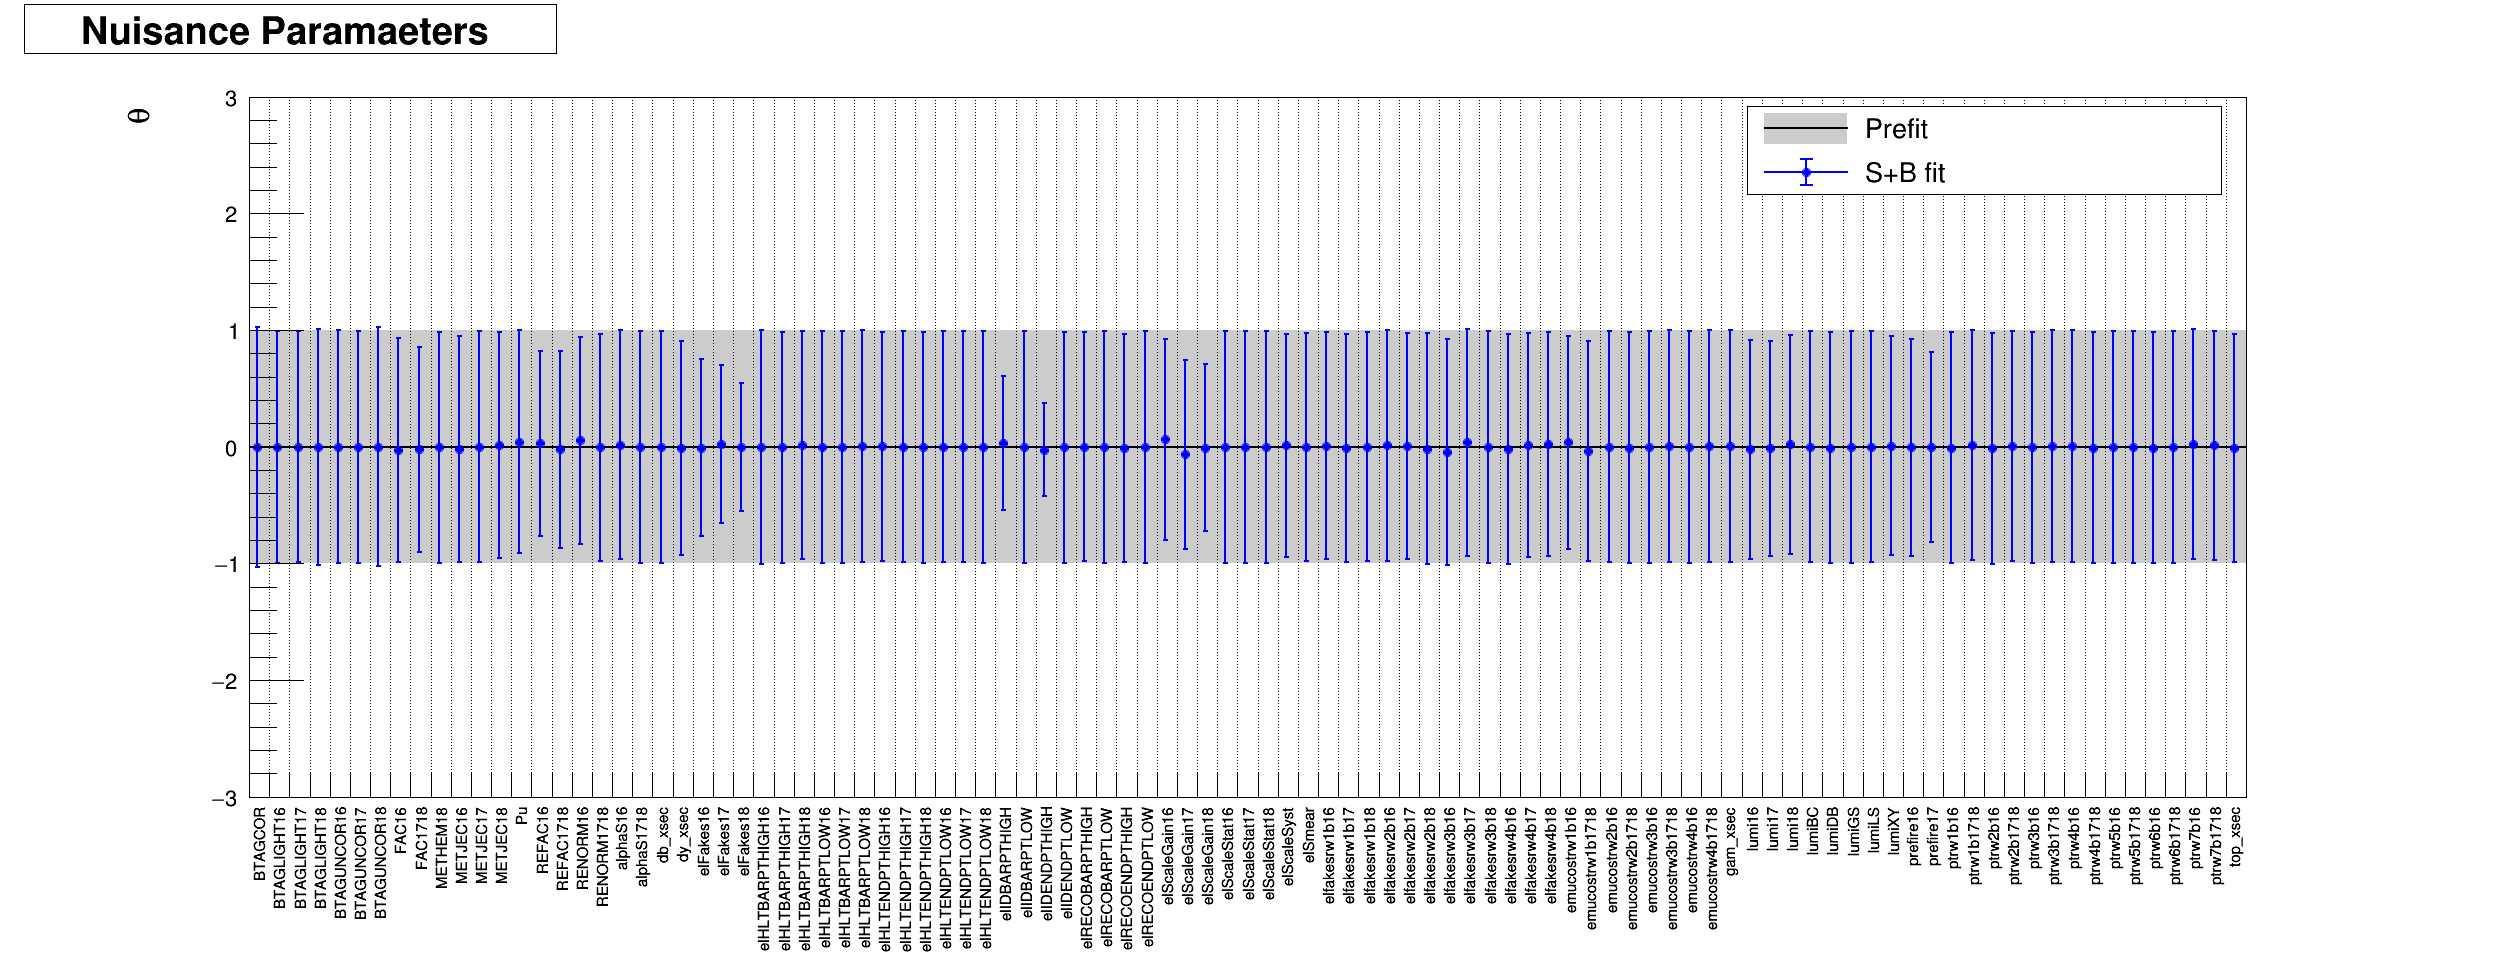 Nuisance Paramaeters
θ
3
2
1
0
−1
−2
−3
Prefit
S+B fit
BTAGCOR
BTAGLIGHT16
BTAGLIGHT17
BTAGLIGHT18
BTAGUNCOR16
BTAGUNCOR17
BTAGUNCOR18
FAC16
FAC1718
METHEM18
METJEC16
METJEC17
METJEC18
Pu
REFAC16
REFAC1718
RENORM16
RENORM1718
alphaS16
alphaS1718
db_xsec
dy_xsec
elFakes16
elFakes17
elFakes18
elHLTBARPTHIGH16
elHLTBARPTHIGH17
elHLTBARPTHIGH18
elHLTBARPTLOW16
elHLTBARPTLOW17
elHLTBARPTLOW18
elHLTENDPTHIGH16
elHLTENDPTHIGH17
elHLTENDPTHIGH18
elHLTENDPTLOW16
elHLTENDPTLOW17
elHLTENDPTLOW18
elIDBARPTHIGH
elIDBARPTLOW
elIDENDPTHIGH
elIDENDPTLOW
elRECOBARPTHIGH
elRECOBARPTLOW
elRECOENDPTHIGH
elRECOENDPTLOW
elScaleGain16
elScaleGain17
elScaleGain18
elScaleStat16
elScaleStat17
elScaleStat18
elScaleSyst
elSmear
elfakesrw1b16
elfakesrw1b17
elfakesrw1b18
elfakesrw2b16
elfakesrw2b17
elfakesrw2b18
elfakesrw3b16
elfakesrw3b17
elfakesrw3b18
elfakesrw4b16
elfakesrw4b17
elfakesrw4b18
emucostrw1b16
emucostrw1b1718
emucostrw2b16
emucostrw2b1718
emucostrw3b16
emucostrw3b1718
emucostrw4b16
emucostrw4b1718
gam_xsec
lumi16
lumi17
lumi18
lumiBC
lumiDB
lumiGS
lumiLS
lumiXY
prefire16
prefire17
ptrw1b16
ptrw1b1718
ptrw2b16
ptrw2b1718
ptrw3b16
ptrw3b1718
ptrw4b16
ptrw4b1718
ptrw5b16
ptrw5b1718
ptrw6b16
ptrw6b1718
ptrw7b16
ptrw7b1718
top_xsec